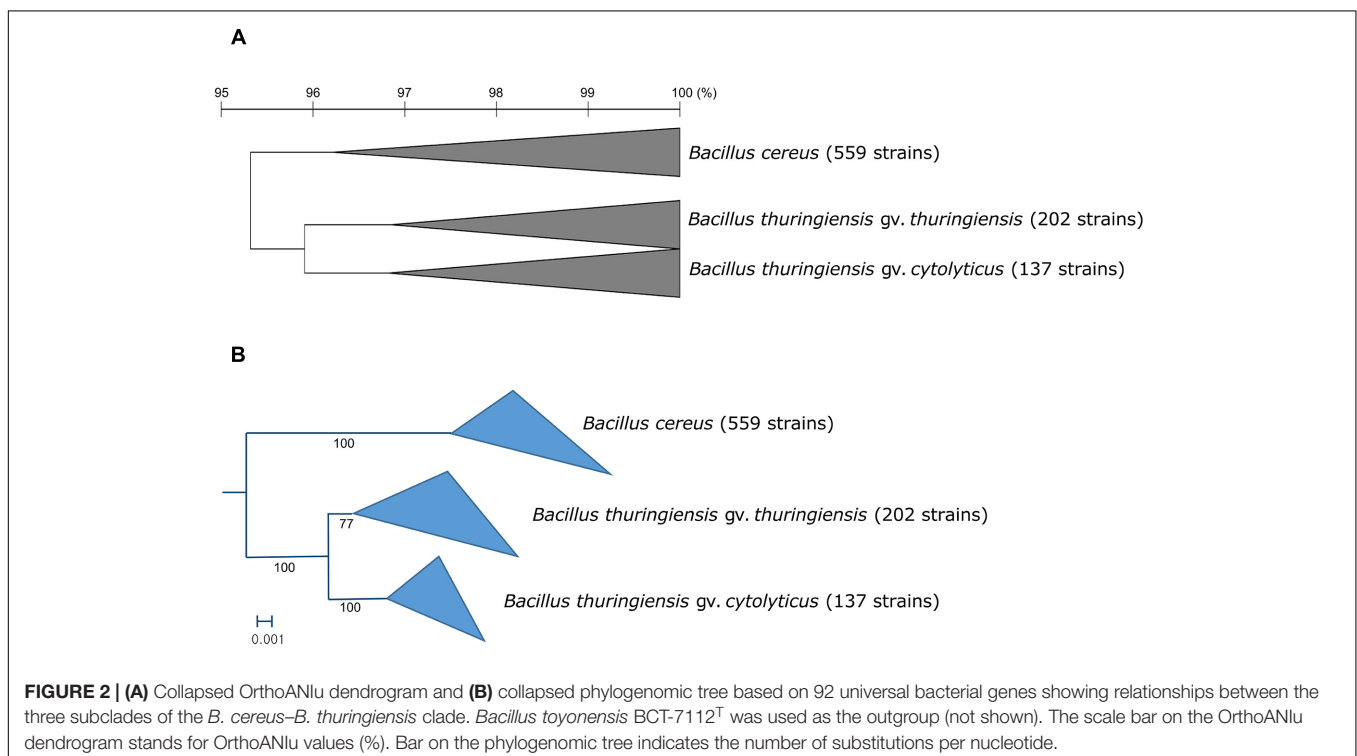 A
95 96 97 98 99 100 (%)
Bacillus cereus (559 strains)
Bacillus thuringiensis gv. thuringiensis (202 strains)
Bacillus thuringiensis gv. cytolyticus (137 strains)
B
Bacillus cereus (559 strains)
100
Bacillus thuringiensis gv. thuringiensis (202 strains)
77
100
Bacillus thuringiensis gv. cytolyticus (137 strains)
100
0.001
FIGURE 2 | (A) Collapsed OrthoANIu dendrogram and (B) collapsed phylogenomic tree based on 92 universal bacterial genes showing relationships between the
three subclades of the B. cereus–B. thuringiensis clade. Bacillus toyonensis BCT-7112T was used as the outgroup (not shown). The scale bar on the OrthoANIu
dendrogram stands for OrthoANIu values (%). Bar on the phylogenomic tree indicates the number of substitutions per nucleotide.